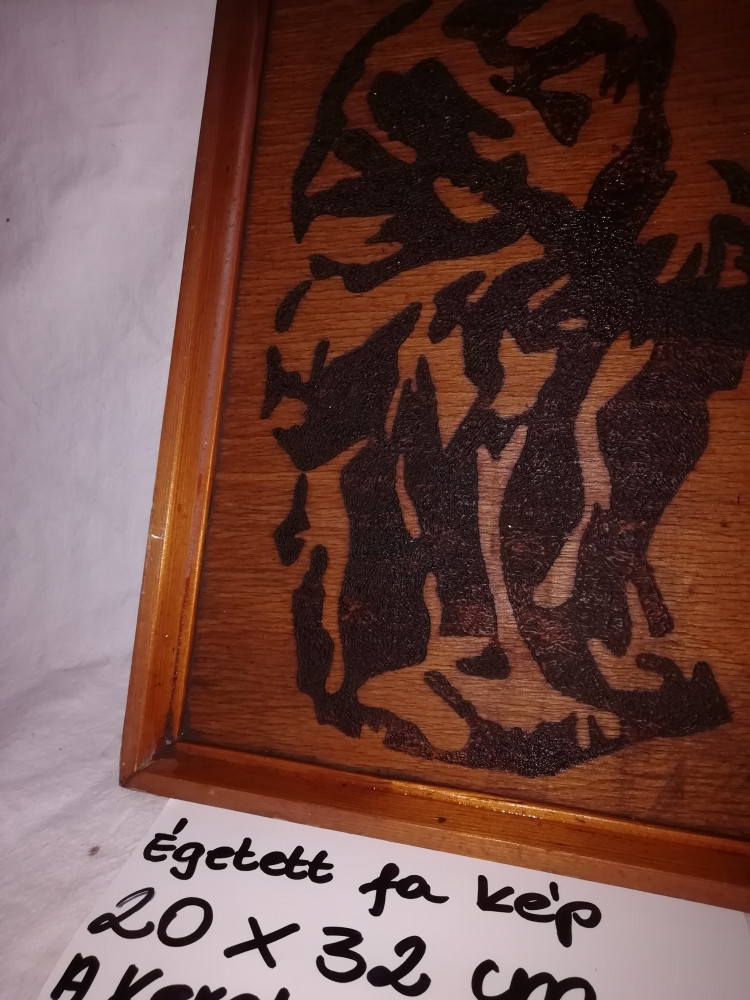 Égetett fa kép
20 x 32 cm
A